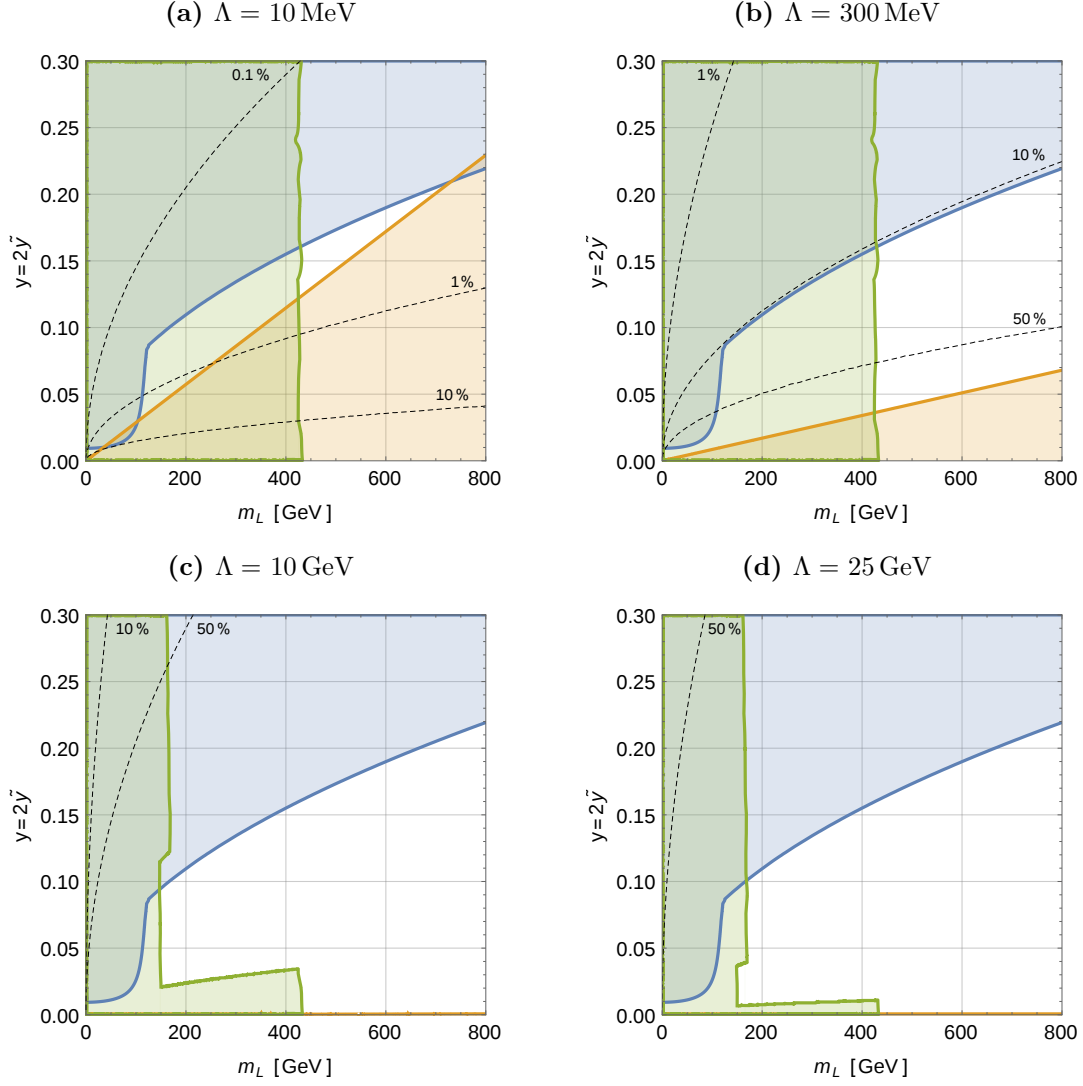 (a) Λ = 10 MeV
0.30
0.25
0.20
0.15
0.10
0.05
0.00
0.1 %
1 %
10 %
0 200 400 600 800
y = 2ỹ
m_L [GeV]
(b) Λ = 300 MeV
0.30
0.25
0.20
0.15
0.10
0.05
0.00
1 %
10 %
50 %
0 200 400 600 800
y = 2ỹ
m_L [GeV]
(c) Λ = 10 GeV
0.30
0.25
0.20
0.15
0.10
0.05
0.00
10 % 50 %
0 200 400 600 800
y = 2ỹ
m_L [GeV]
(d) Λ = 25 GeV
0.30
0.25
0.20
0.15
0.10
0.05
0.00
50 %
0 200 400 600 800
y = 2ỹ
m_L [GeV]